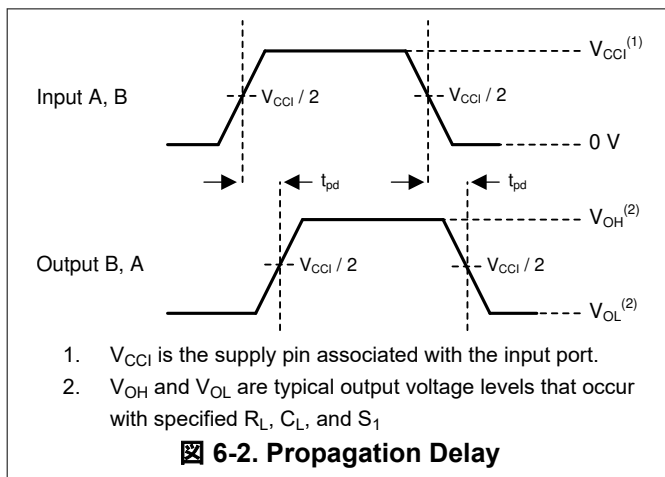 V_CCI^(1)
Input A, B
V_CCI / 2
V_CCI / 2
0 V
t_pd
t_pd
V_OH^(2)
Output B, A
V_CCI / 2
V_CCI / 2
V_OL^(2)
1. V_CCI is the supply pin associated with the input port.
2. V_OH and V_OL are typical output voltage levels that occur
with specified R_L, C_L, and S_1
図 6-2. Propagation Delay